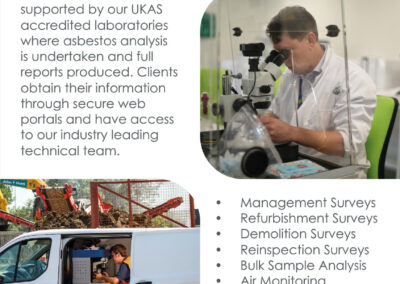 supported by our UKAS
accredited laboratories
where asbestos analysis
is undertaken and full
reports produced. Clients
obtain their information
through secure web
portals and have access
to our industry leading
technical team.
• Management Surveys
• Refurbishment Surveys
• Demolition Surveys
• Reinspection Surveys
• Bulk Sample Analysis
• Air Monitoring